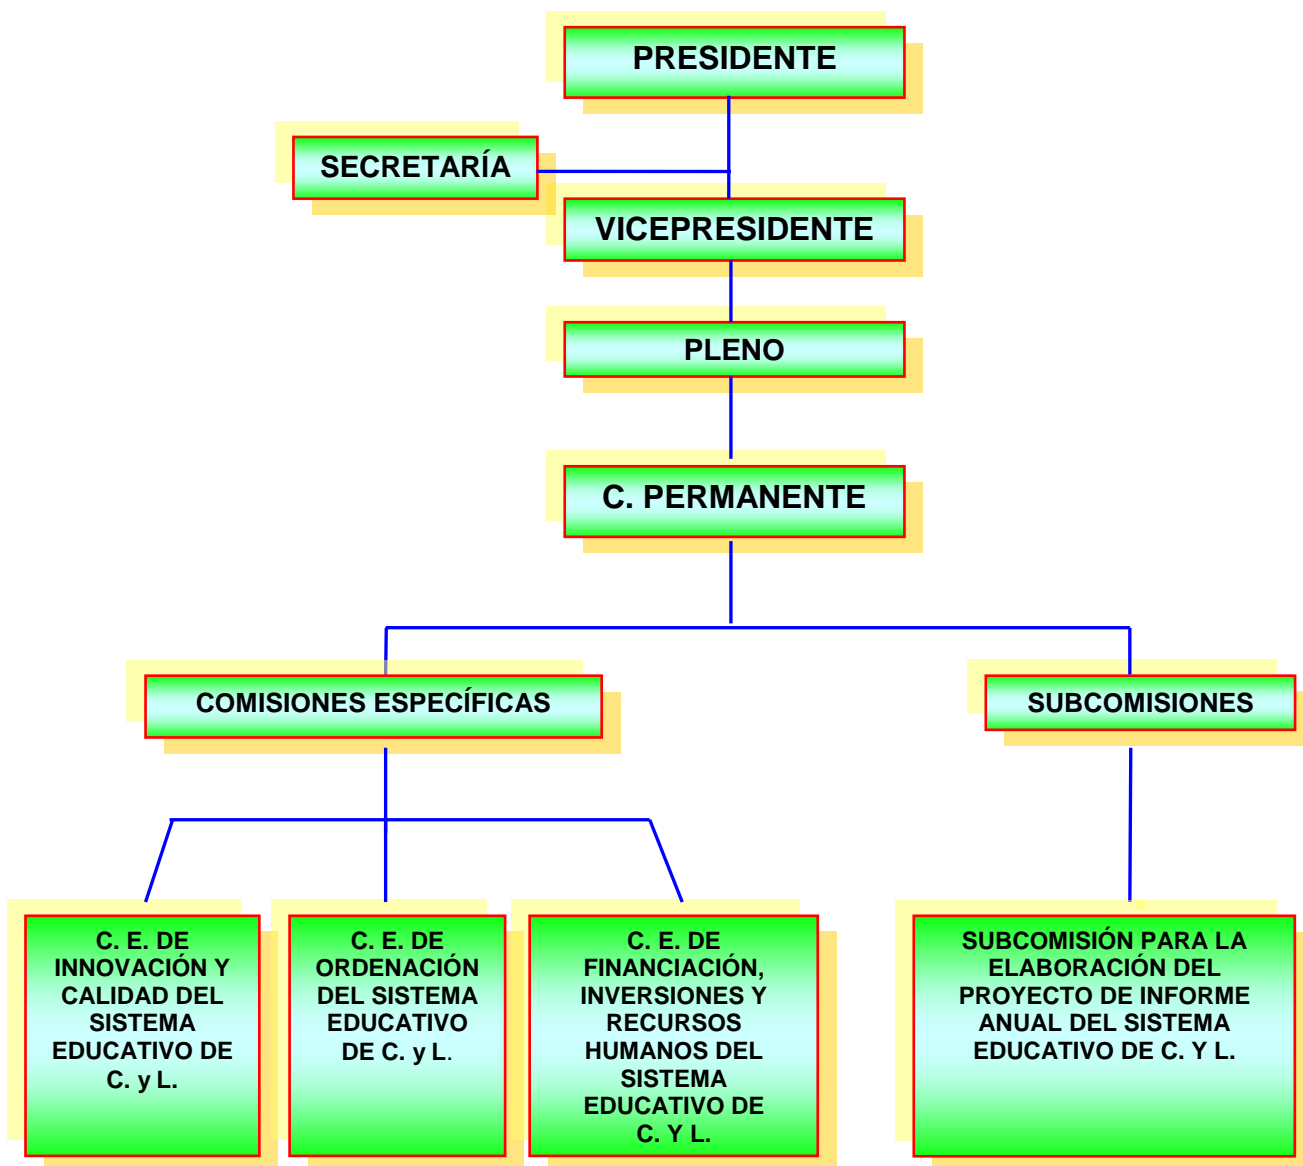 PRESIDENTE
SECRETARÍA
VICEPRESIDENTE
PLENO
C. PERMANENTE
COMISIONES ESPECÍFICAS
SUBCOMISIONES
C. E. DE
INNOVACIÓN Y
CALIDAD DEL
SISTEMA
EDUCATIVO DE
C. y L.
C. E. DE
ORDENACIÓN
DEL SISTEMA
EDUCATIVO
DE C. y L.
C. E. DE
FINANCIACIÓN,
INVERSIONES Y
RECURSOS
HUMANOS DEL
SISTEMA
EDUCATIVO DE
C. Y L.
SUBCOMISIÓN PARA LA
ELABORACIÓN DEL
PROYECTO DE INFORME
ANUAL DEL SISTEMA
EDUCATIVO DE C. Y L.